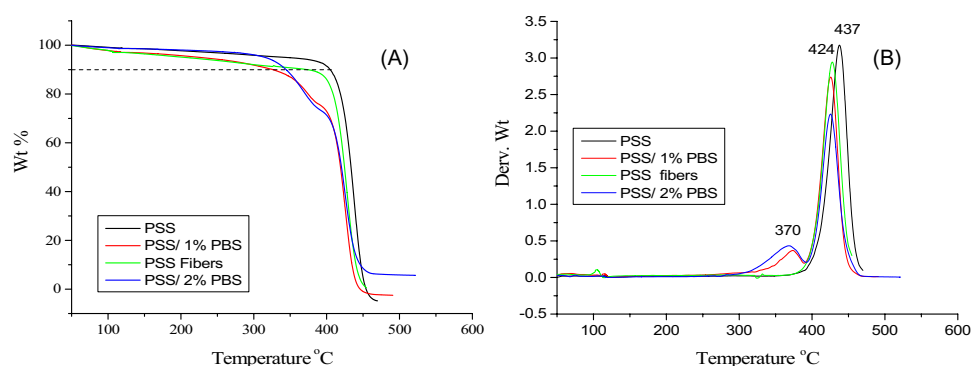 (A)
Wt %
100
80
60
40
20
0
PSS
PSS/ 1% PBS
PSS Fibers
PSS/ 2% PBS
100 200 300 400 500 600
Temperature °C
(B)
Derv. Wt
3.5
3.0
2.5
2.0
1.5
1.0
0.5
0.0
-0.5
437
424
370
PSS
PSS/ 1% PBS
PSS fibers
PSS/ 2% PBS
100 200 300 400 500 600
Temperature °C